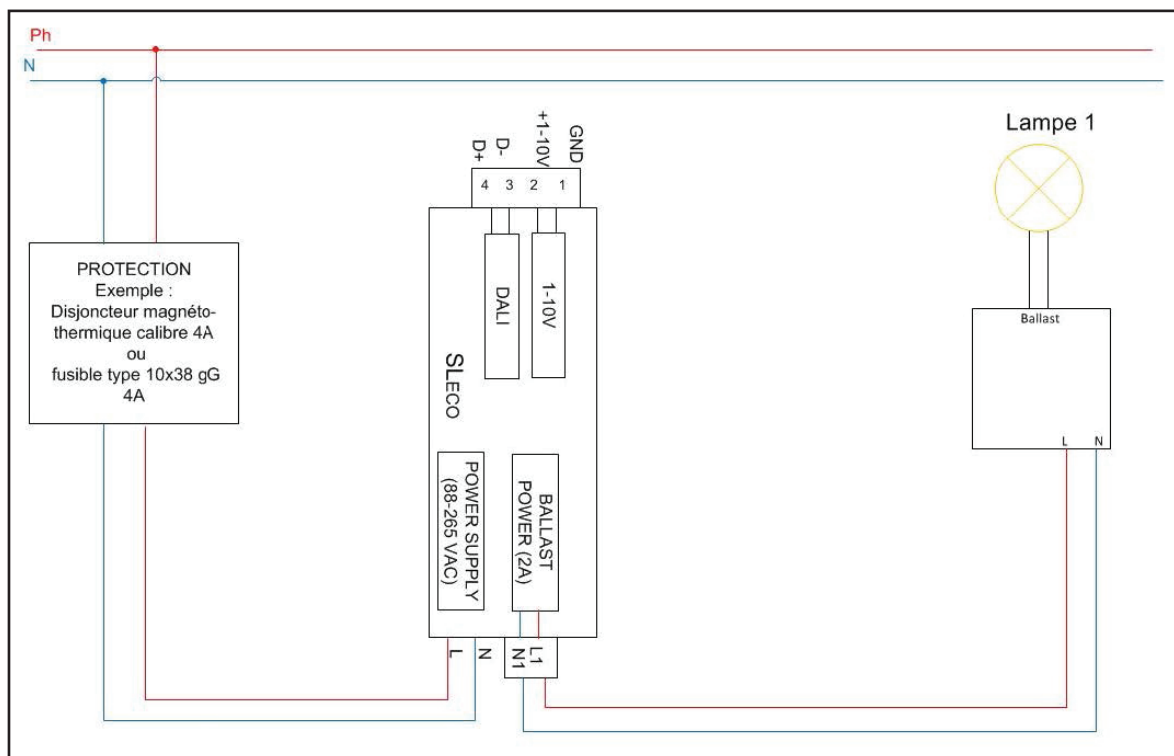 Ph
N
Lampe 1
D+
D-
+1-10V
GND
4 3 2 1
PROTECTION
Exemple :
Disjoncteur magnéto-
thermique calibre 4A
ou
fusible type 10x38 gG
4A
DALI
1-10V
SLECO
POWER SUPPLY
(88-265 VAC)
BALLAST
POWER (2A)
L
N
N1
L1
Ballast
L N